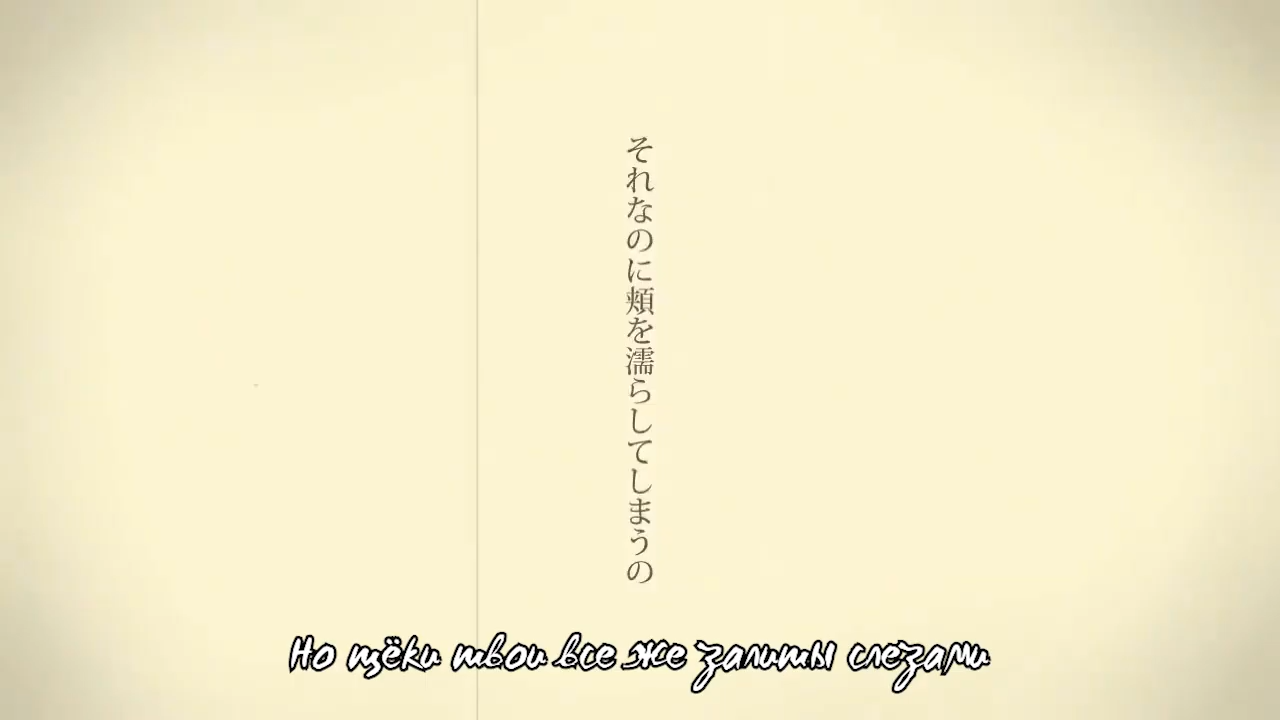 それなのに頬を濡らしてしまうの
Но щёки твои все же залиты слезами